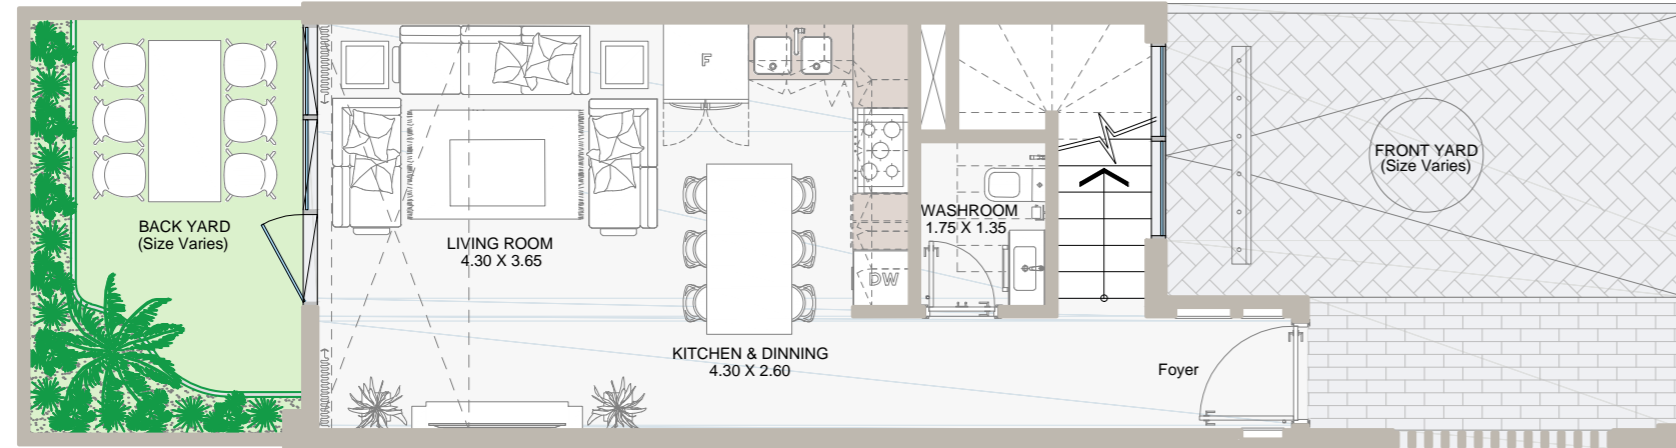 F
FRONT YARD
(Size Varies)
BACK YARD
(Size Varies)
WASHROOM
1.75 X 1.35
LIVING ROOM
4.30 X 3.65
DW
KITCHEN & DINNING
4.30 X 2.60
Foyer